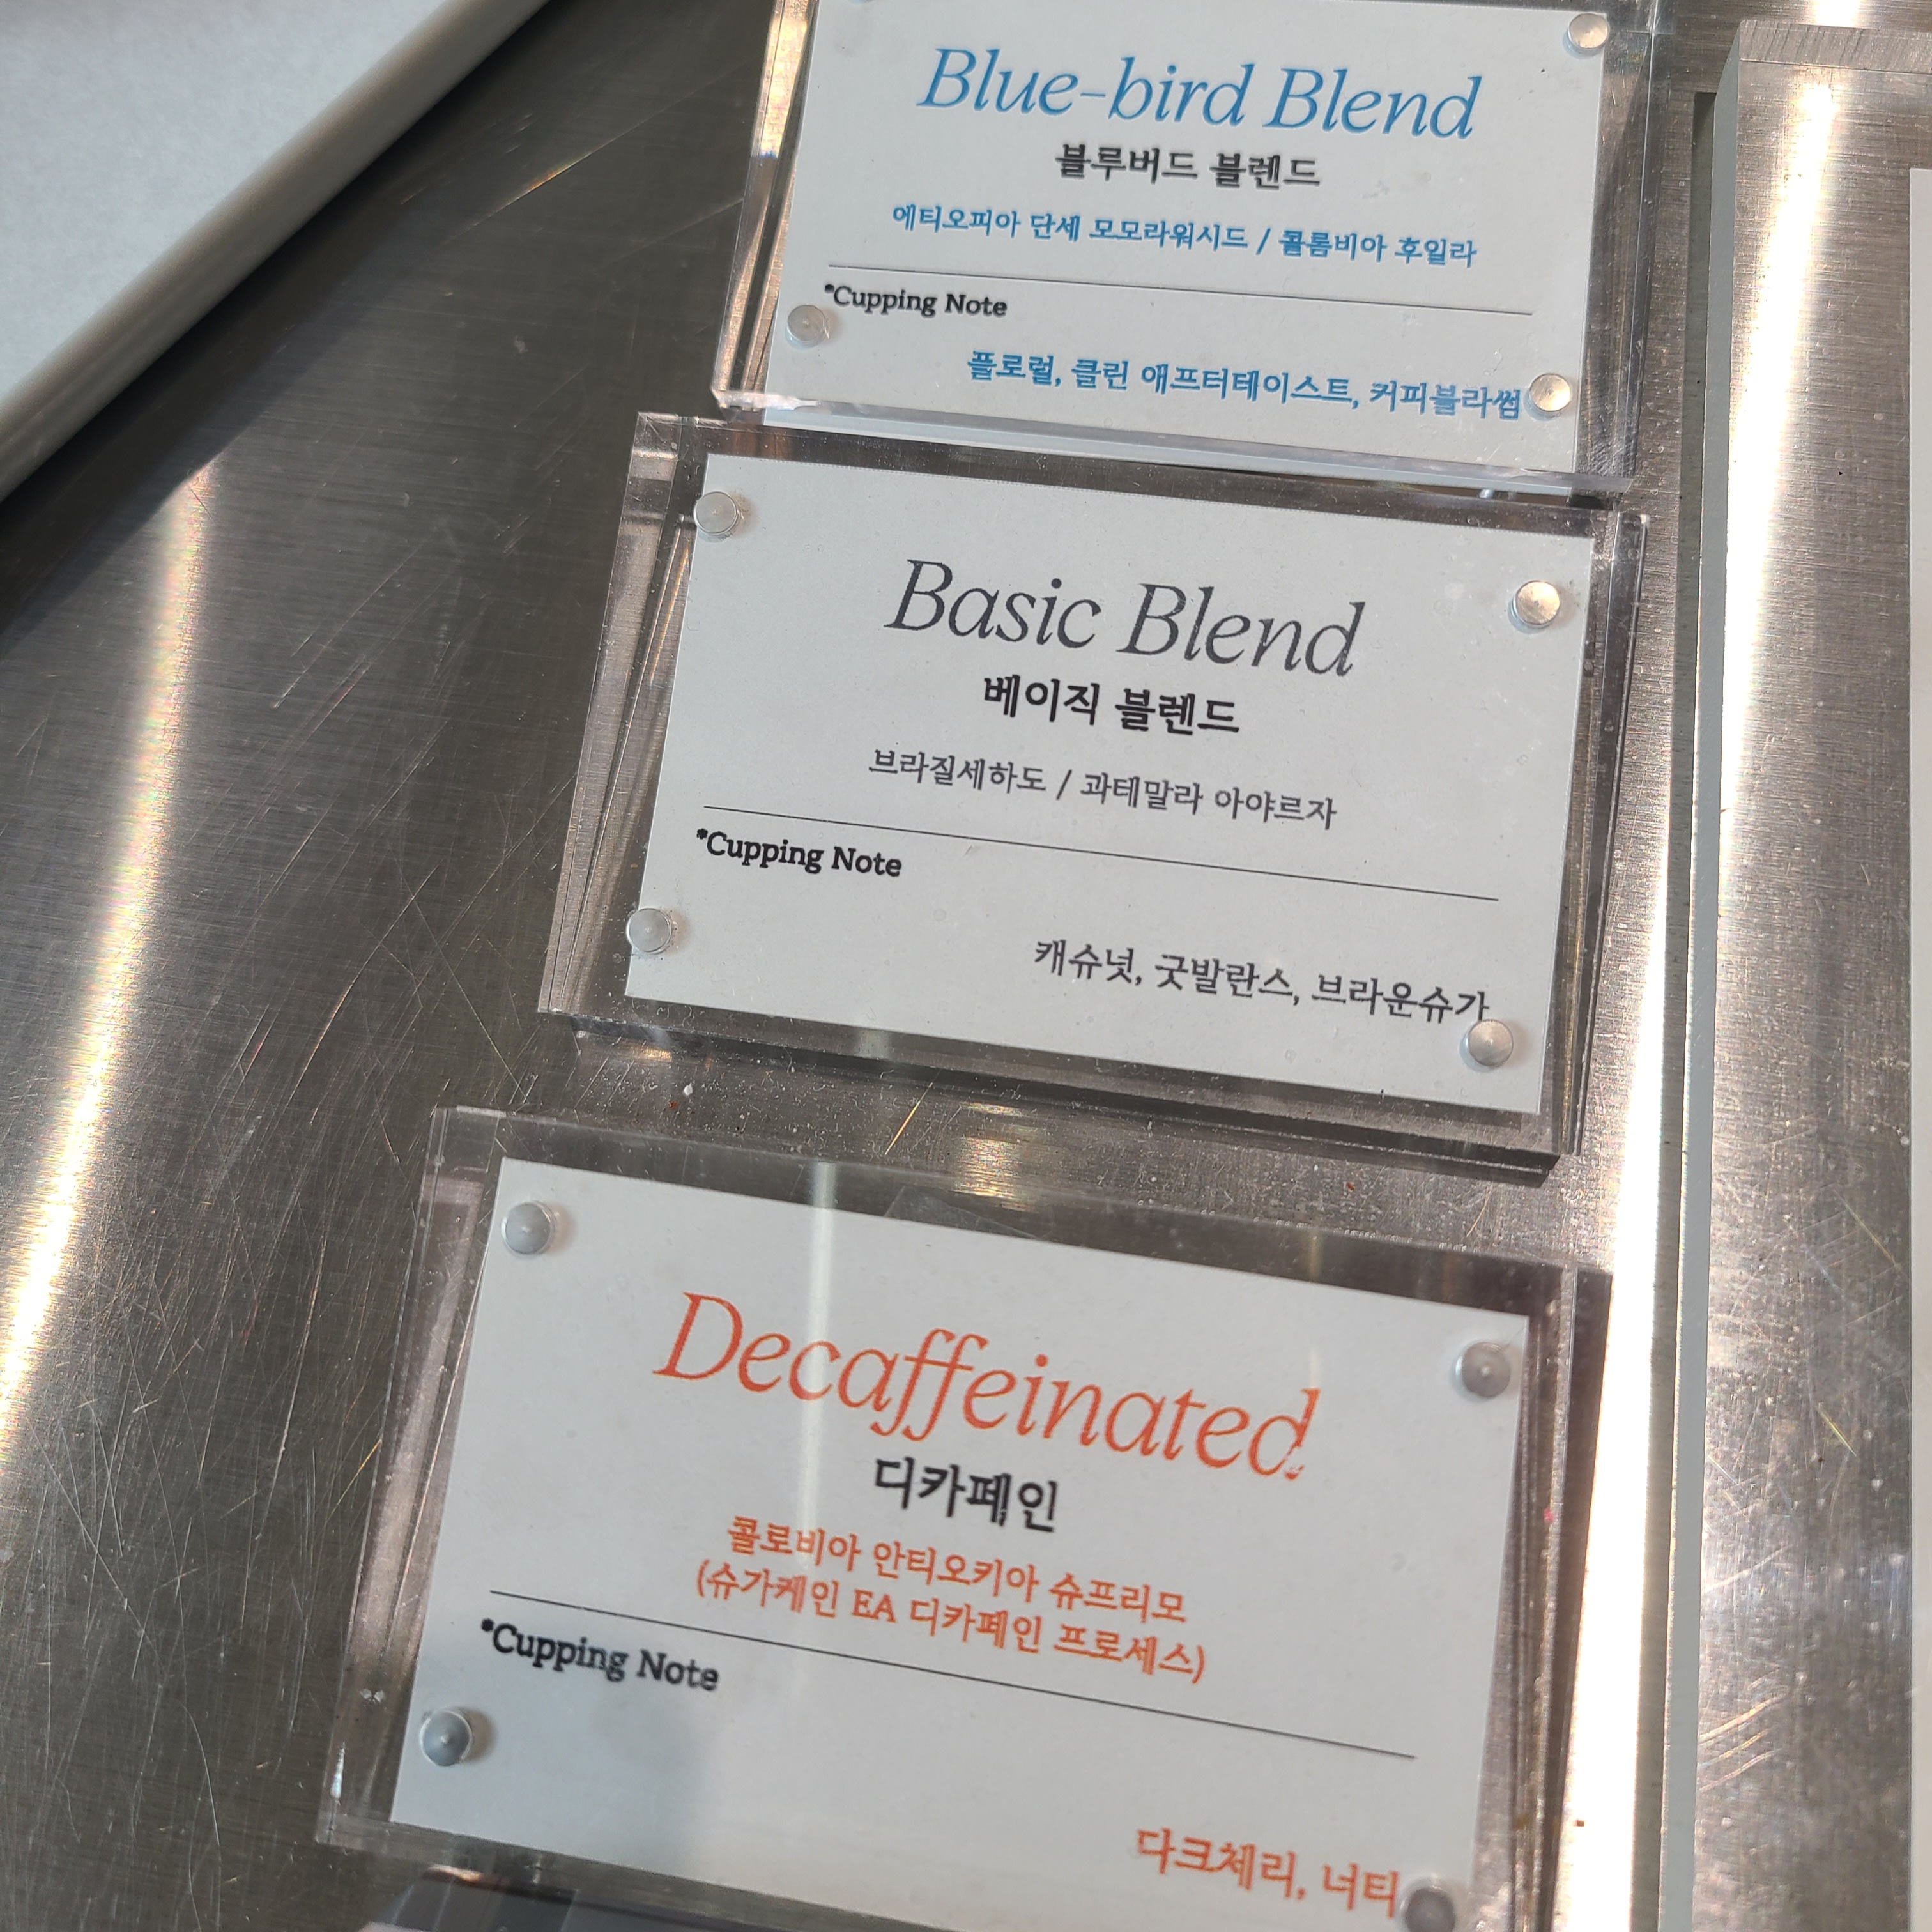 Blue-bird Blend
블루버드 블렌드
에티오피아 단세 모모라워시드 / 콜롬비아 후일라
*Cupping Note
플로럴, 클린 애프터테이스트, 커피블라썸
Basic Blend
베이직 블렌드
브라질세하도 / 과테말라 아야르자
*Cupping Note
캐슈넛, 굿발란스, 브라운슈가
Decaffeinated
디카페인
콜로비아 안티오키아 슈프리모
(슈가케인 EA 디카페인 프로세스)
*Cupping Note
다크체리, 너티